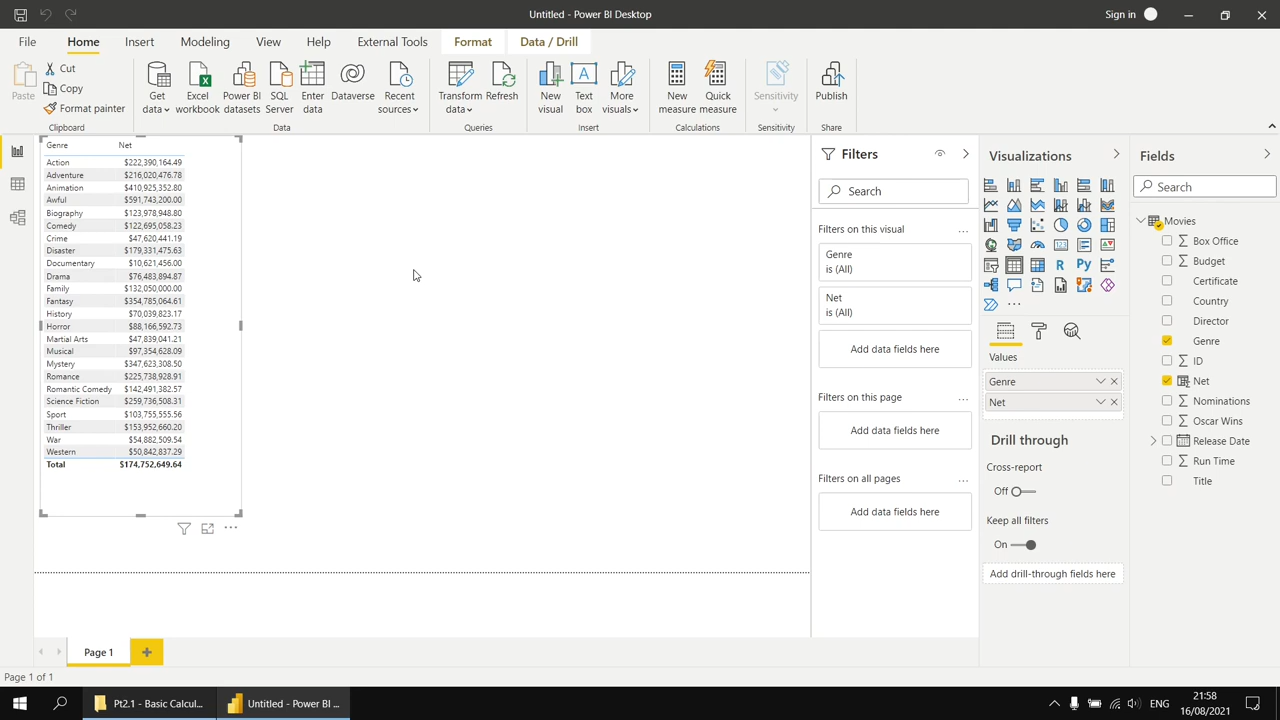 Untitled - Power BI Desktop
Sign in
File
Home
Insert
Modeling
View
Help
External Tools
Format
Data / Drill
Paste
Cut
Copy
Format painter
Clipboard
Get data
Excel workbook
Power BI datasets
SQL Server
Enter data
Dataverse
Recent sources
Data
Transform data
Refresh
Queries
New visual
Text box
More visuals
Insert
New measure
Quick measure
Calculations
Sensitivity
Sensitivity
Publish
Share
Genre Net
Action $222,390,164.49
Adventure $216,020,476.78
Animation $410,925,352.80
Awful $591,743,200.00
Biography $123,978,948.80
Comedy $122,695,058.23
Crime $47,620,441.19
Disaster $179,331,475.63
Documentary $10,621,456.00
Drama $76,483,894.87
Family $132,050,000.00
Fantasy $354,785,064.61
History $70,039,823.17
Horror $88,166,592.73
Martial Arts $47,839,041.21
Musical $97,354,628.09
Mystery $347,623,308.50
Romance $225,738,928.91
Romantic Comedy $142,491,382.57
Science Fiction $259,736,508.31
Sport $103,755,555.56
Thriller $153,952,660.20
War $54,882,509.54
Western $50,842,837.29
Total $174,752,649.64
Filters
Search
Filters on this visual
Genre
is (All)
Net
is (All)
Add data fields here
Filters on this page
Add data fields here
Filters on all pages
Add data fields here
Visualizations
R
Py
123
Values
Genre
Net
Drill through
Cross-report
Off
Keep all filters
On
Add drill-through fields here
Fields
Search
Movies
Box Office
Budget
Certificate
Country
Director
Genre
ID
Net
Nominations
Oscar Wins
Release Date
Run Time
Title
Page 1
Page 1 of 1
Pt2.1 - Basic Calcul...
Untitled - Power BI ...
ENG
21:58
16/08/2021